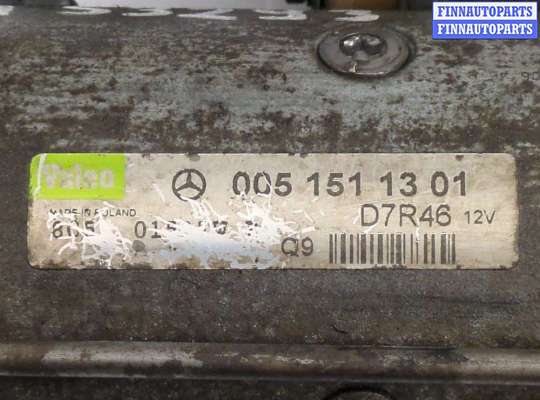 FINNAUTOPARTS
FINNAUTOPARTS
Valeo
005 151 13 01
MADE IN POLAND
D7R46 12V
Q9